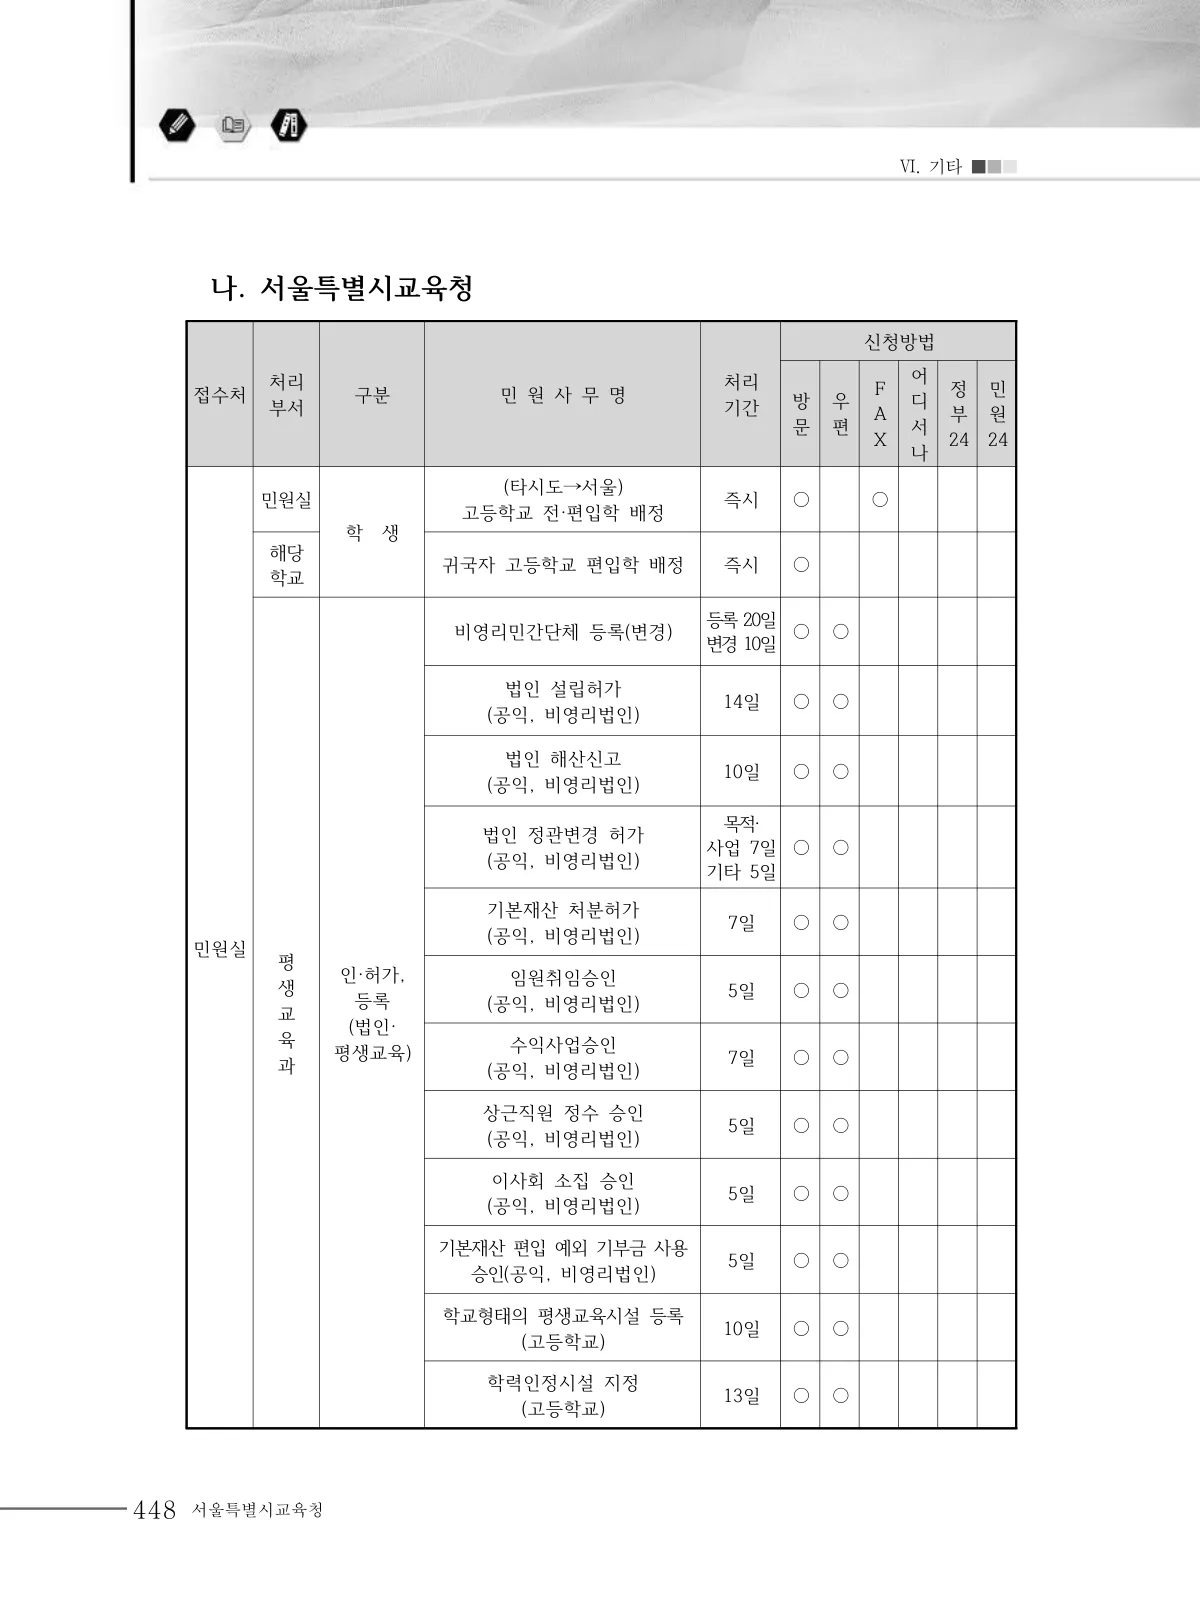 Ⅵ. 기타
나. 서울특별시교육청
접수처 처리부서 구분 민 원 사 무 명 처리기간 신청방법
방문 우편 FAX 어디서나 정부24 민원24
민원실 민원실 학 생 (타시도→서울)
고등학교 전·편입학 배정 즉시 ○ ○
해당
학교 귀국자 고등학교 편입학 배정 즉시 ○
평생교육과 인·허가,
등록
(법인·
평생교육)
비영리민간단체 등록(변경) 등록 20일
변경 10일 ○ ○
법인 설립허가
(공익, 비영리법인) 14일 ○ ○
법인 해산신고
(공익, 비영리법인) 10일 ○ ○
법인 정관변경 허가
(공익, 비영리법인) 목적·
사업 7일
기타 5일 ○ ○
기본재산 처분허가
(공익, 비영리법인) 7일 ○ ○
임원취임승인
(공익, 비영리법인) 5일 ○ ○
수익사업승인
(공익, 비영리법인) 7일 ○ ○
상근직원 정수 승인
(공익, 비영리법인) 5일 ○ ○
이사회 소집 승인
(공익, 비영리법인) 5일 ○ ○
기본재산 편입 예외 기부금 사용
승인(공익, 비영리법인) 5일 ○ ○
학교형태의 평생교육시설 등록
(고등학교) 10일 ○ ○
학력인정시설 지정
(고등학교) 13일 ○ ○
448 서울특별시교육청